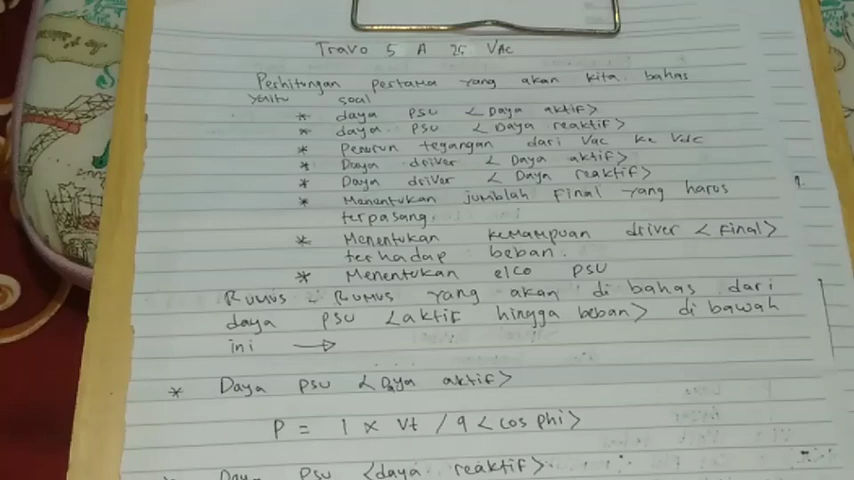 Travo 5 A 25 VAC
Perhitungan pertama yang akan kita bahas
yaitu soal
* daya PSU < Daya aktif >
* daya PSU < Daya reaktif >
* Penurun tegangan dari Vac ke Vdc
* Daya driver < Daya aktif >
* Daya driver < Daya reaktif >
* Menentukan jumblah Final yang harus
terpasang.
* Menentukan kemampuan driver < Final >
terhadap beban.
* Menentukan elco PSU
Rumus - Rumus yang akan di bahas dari
daya PSU < aktif hingga beban > di bawah
ini →
* Daya PSU < Daya aktif >
P = 1 x Vt / 9 < cos phi >
PSU < daya reaktif >